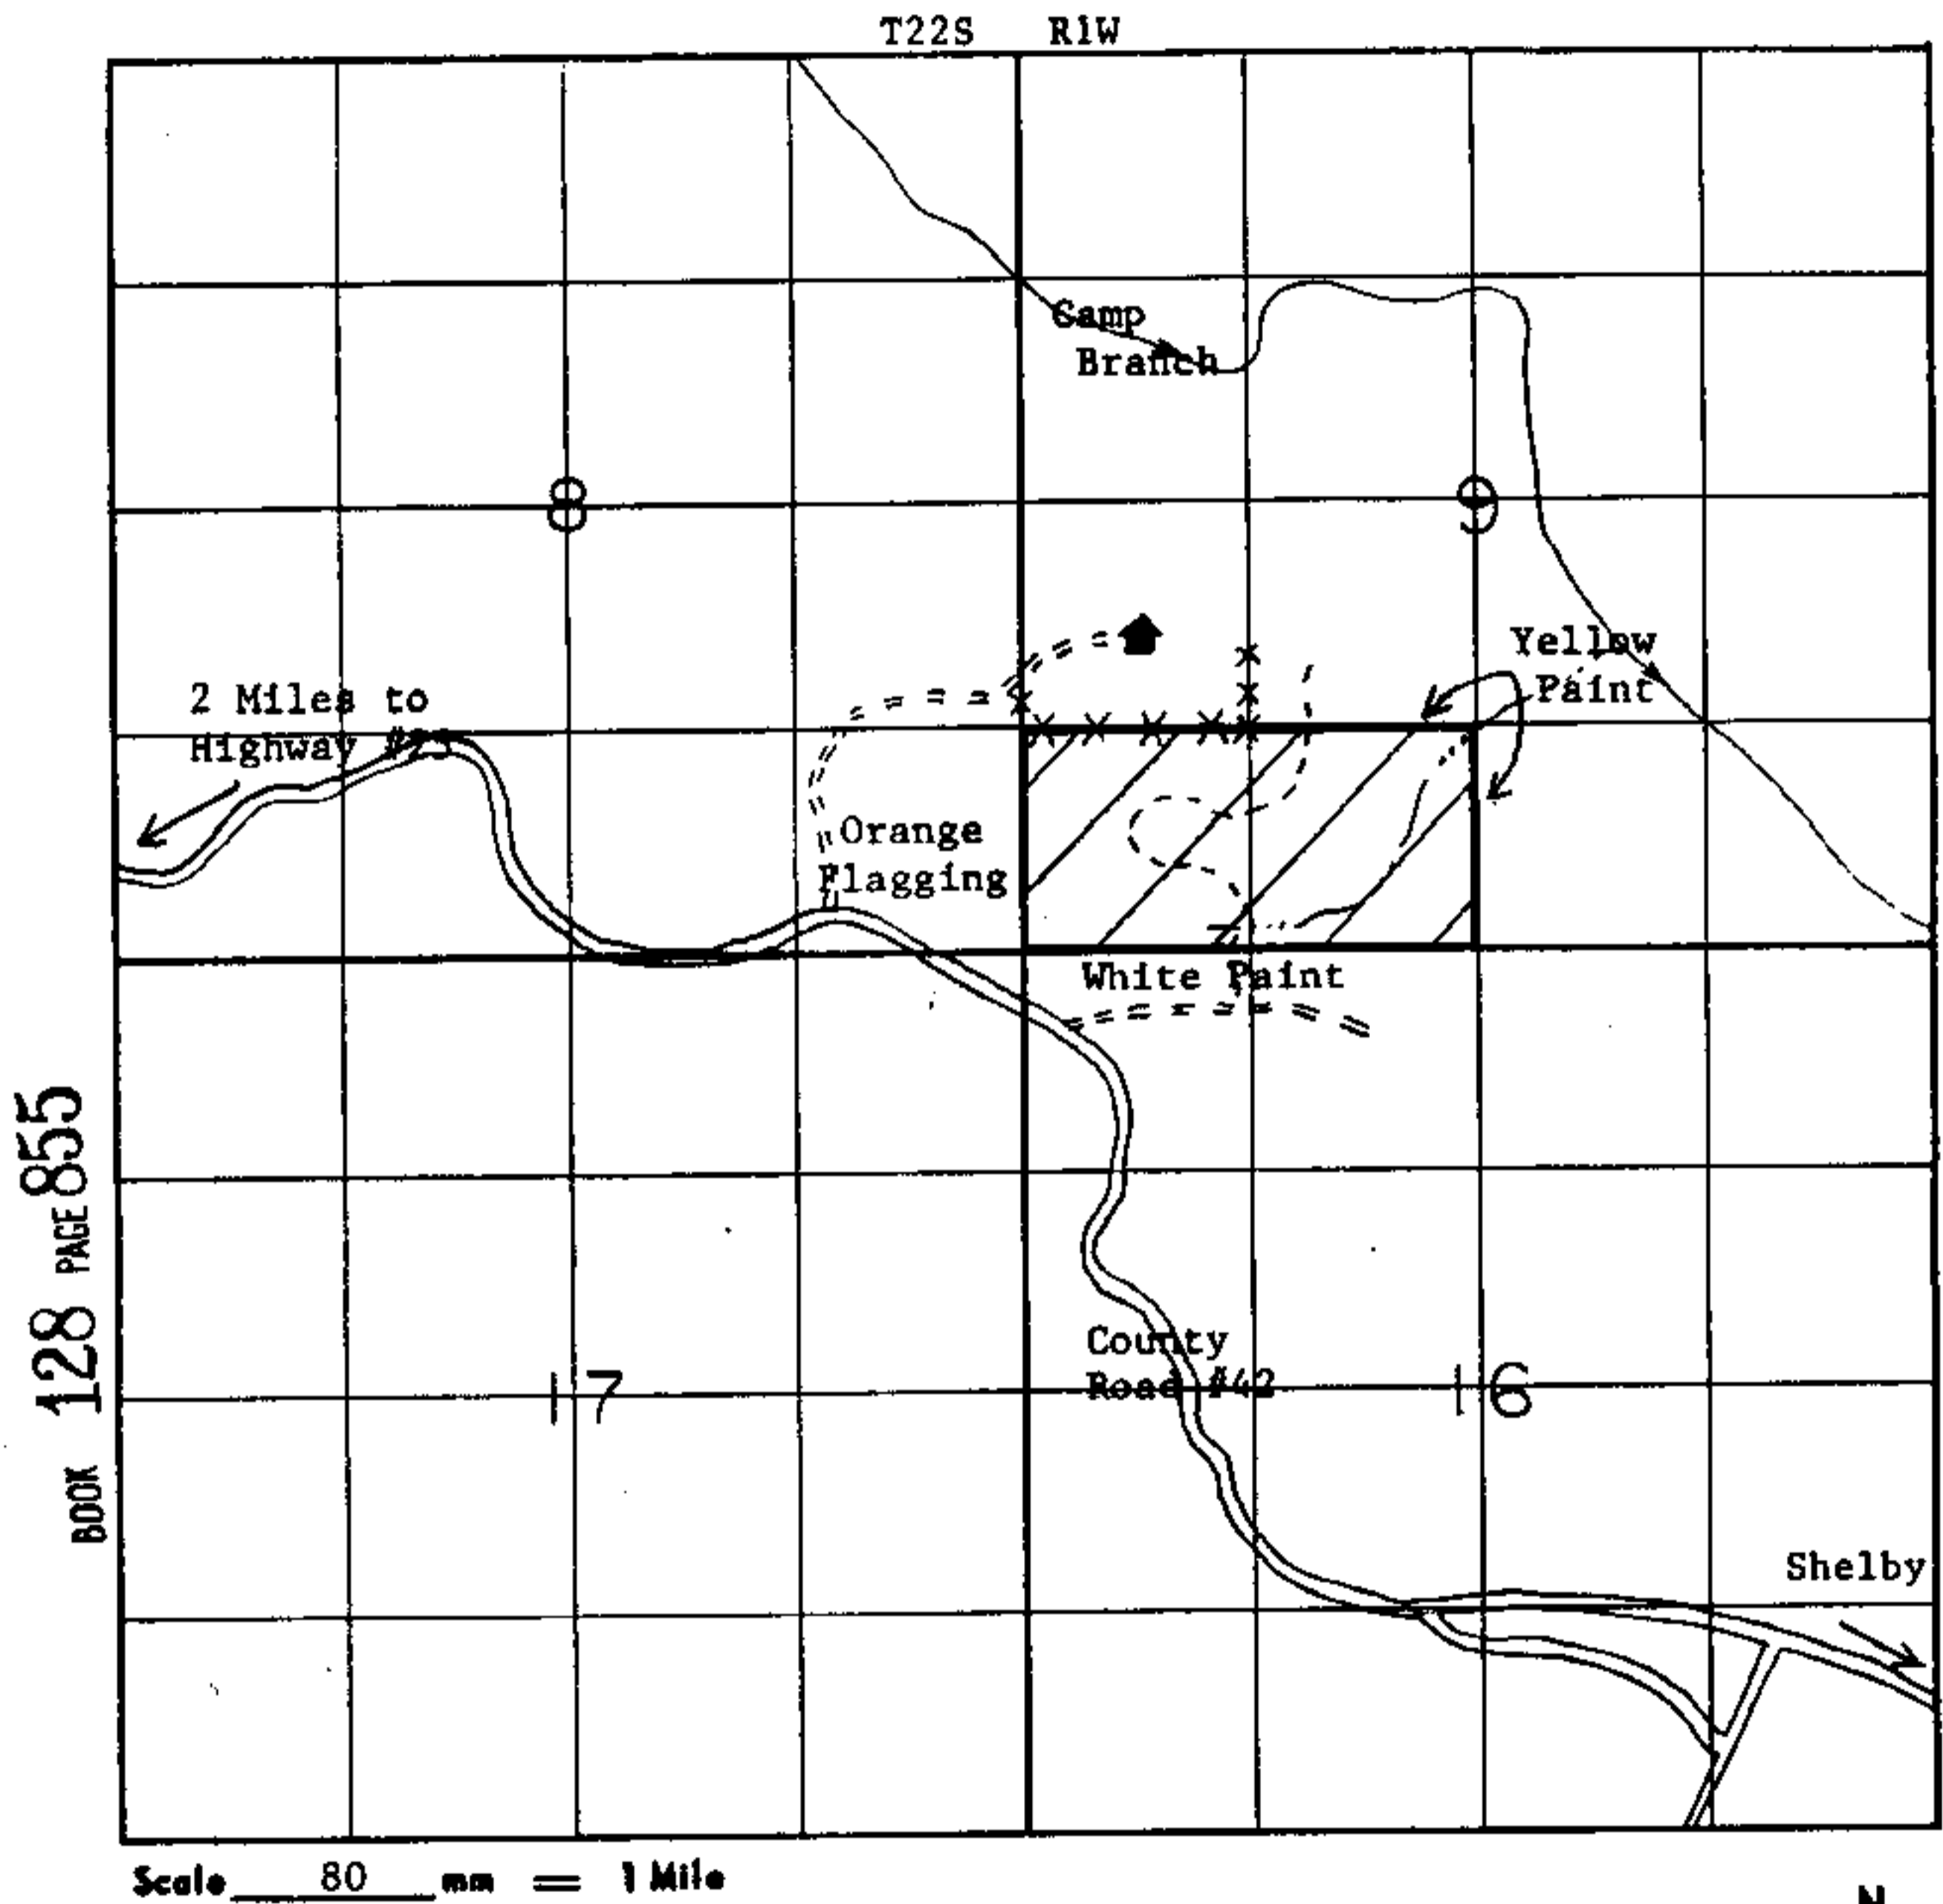 T22S R1W
Camp
Branch
8
9
Yellow
Paint
2 Miles to
Highway
Orange
Flagging
White Paint
BOOK 128 PAGE 855
County
Road #42
17
16
Shelby
Scale 80 mm = 1 Mile
N